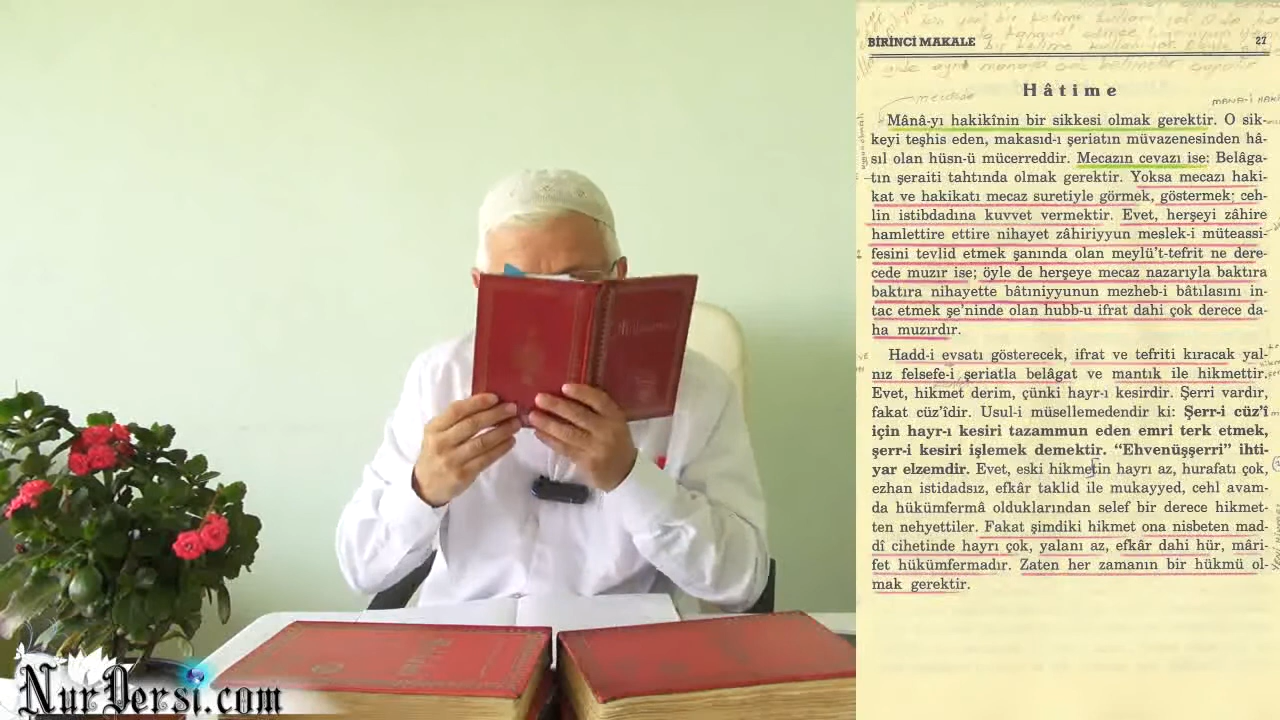 BİRİNCİ MAKALE 27
Hâtime
Mânâ-yı hakikînin bir sikkesi olmak gerektir. O sik-
keyi teşhis eden, makasıd-ı şeriatın müvazenesinden hâ-
sıl olan hüsn-ü mücerreddir. Mecazın cevazı ise: Belâga-
tın şeraiti tahtında olmak gerektir. Yoksa mecazı haki-
kat ve hakikatı mecaz suretiyle görmek, göstermek; ceh-
lin istibdadına kuvvet vermektir. Evet, herşeyi zâhire
hamlettire ettire nihayet zâhiriyyun meslek-i müteassi-
fesini tevlid etmek şanında olan meylü't-tefrit ne dere-
cede muzır ise; öyle de herşeye mecaz nazarıyla baktıra
baktıra nihayette bâtıniyyunun mezheb-i bâtılasını in-
tac etmek şe'ninde olan hubb-u ifrat dahi çok derece da-
ha muzırdır.
Hadd-i evsatı gösterecek, ifrat ve tefriti kıracak yal-
nız felsefe-i şeriatla belâgat ve mantık ile hikmettir.
Evet, hikmet derim, çünki hayr-ı kesirdir. Şerri vardır,
fakat cüz'îdir. Usul-i müsellemedendir ki: Şerr-i cüz'î
için hayr-ı kesiri tazammun eden emri terk etmek,
şerr-i kesiri işlemek demektir. "Ehvenüşşerri" ihti-
yar elzemdir. Evet, eski hikmetin hayrı az, hurafatı çok,
ezhan istidadsız, efkâr taklid ile mukayyed, cehl avam-
da hükümfermâ olduklarından selef bir derece hikmet-
ten nehyettiler. Fakat şimdiki hikmet ona nisbeten mad-
dî cihetinde hayrı çok, yalanı az, efkâr dahi hür, mâri-
fet hükümfermadır. Zaten her zamanın bir hükmü ol-
mak gerektir.
NurDersi.com